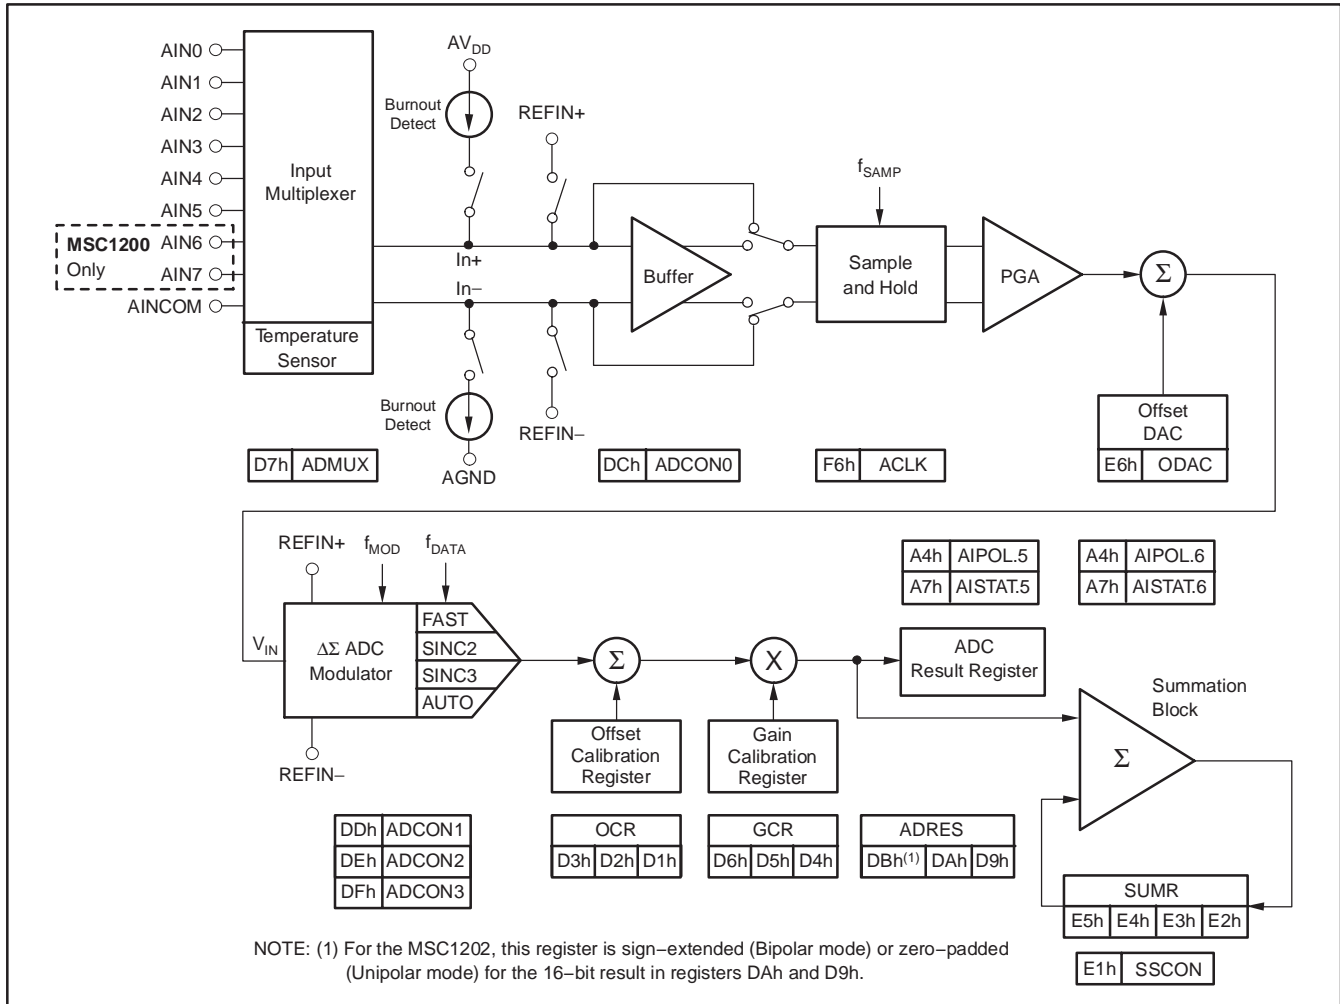 AIN0
AIN1
AIN2
AIN3
AIN4
AIN5
MSC1200 AIN6
Only
AIN7
AINCOM
Input
Multiplexer
Temperature
Sensor
AVDD
Burnout
Detect
REFIN+
In+
In−
Burnout
Detect
REFIN−
AGND
Buffer
fSAMP
Sample
and Hold
PGA
Σ
Offset
DAC
E6h ODAC
D7h ADMUX
DCh ADCON0
F6h ACLK
REFIN+
fMOD
fDATA
VIN
ΔΣ ADC
Modulator
FAST
SINC2
SINC3
AUTO
REFIN−
Σ
X
Offset
Calibration
Register
Gain
Calibration
Register
A4h AIPOL.5
A7h AISTAT.5
A4h AIPOL.6
A7h AISTAT.6
ADC
Result Register
Summation
Block
Σ
DDh ADCON1
DEh ADCON2
DFh ADCON3
OCR
D3h D2h D1h
GCR
D6h D5h D4h
ADRES
DBh(1) DAh D9h
SUMR
E5h E4h E3h E2h
E1h SSCON
NOTE: (1) For the MSC1202, this register is sign−extended (Bipolar mode) or zero−padded
(Unipolar mode) for the 16−bit result in registers DAh and D9h.